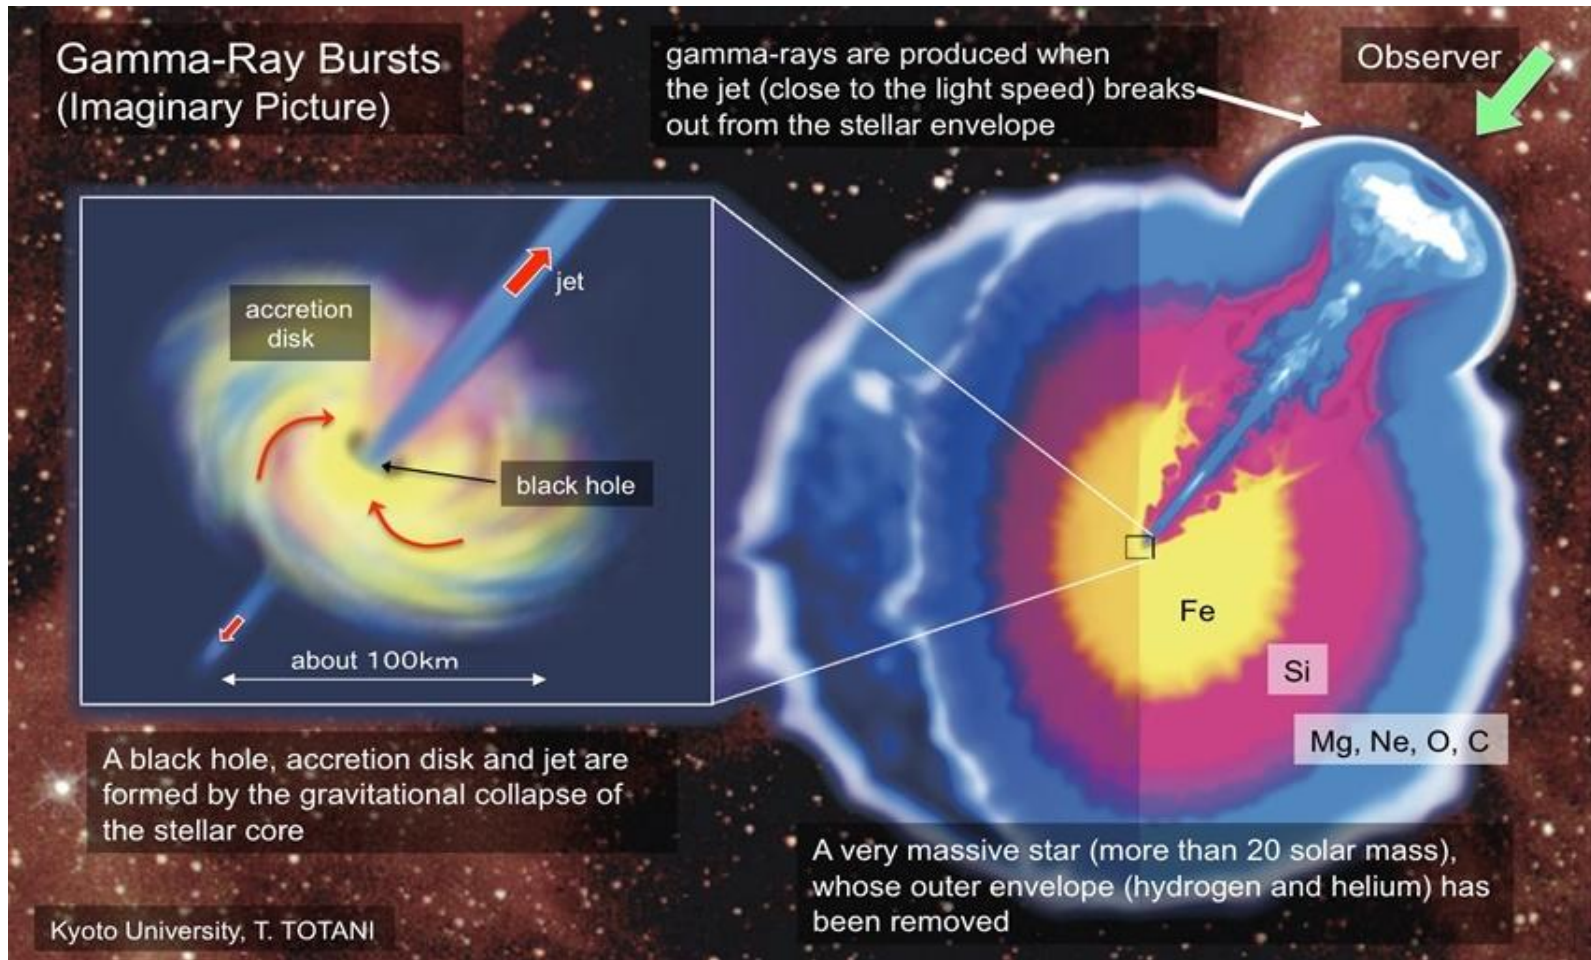 Gamma-Ray Bursts
(Imaginary Picture)
gamma-rays are produced when
the jet (close to the light speed) breaks
out from the stellar envelope
Observer
jet
accretion
disk
black hole
about 100km
Fe
Si
Mg, Ne, O, C
A black hole, accretion disk and jet are
formed by the gravitational collapse of
the stellar core
A very massive star (more than 20 solar mass),
whose outer envelope (hydrogen and helium) has
been removed
Kyoto University, T. TOTANI